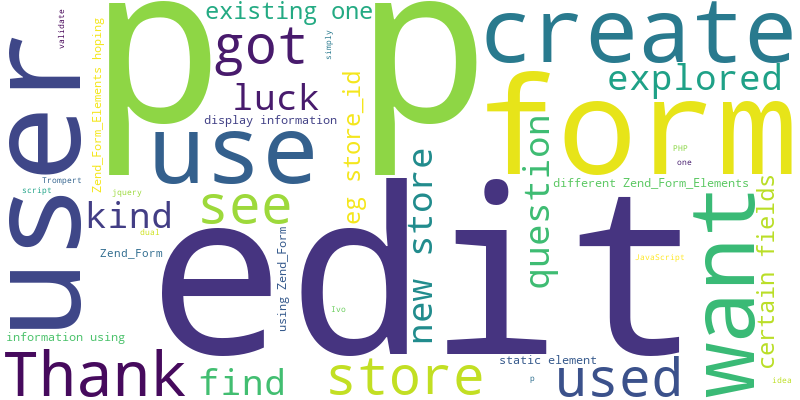 user
user
validate
Zend_Form_Elements hoping
p p
existing one
got
simply
luck
display information
create
explored
form
use
eg store_id
Trompert
script
jquery
see
kind
dual
Zend_Form
using Zend_Form
edit
new store
question
PHP
one
different Zend_Form_Elements
want
certain fields
JavaScript
Ivo
information using
Thank
find
store
static element
p
used
idea